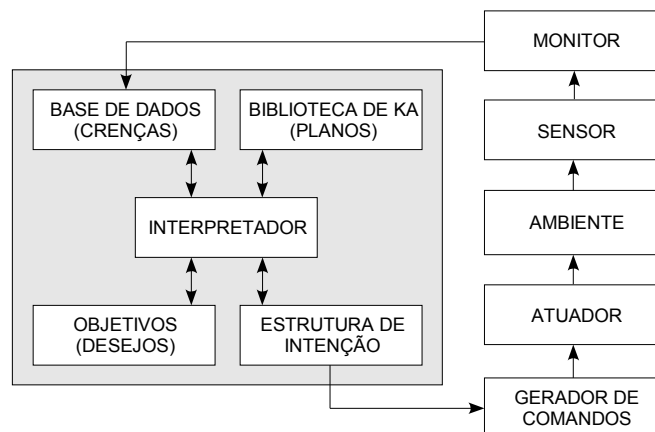 MONITOR
BASE DE DADOS
(CRENÇAS)
BIBLIOTECA DE KA
(PLANOS)
SENSOR
INTERPRETADOR
AMBIENTE
OBJETIVOS
(DESEJOS)
ESTRUTURA DE
INTENÇÃO
ATUADOR
GERADOR DE
COMANDOS